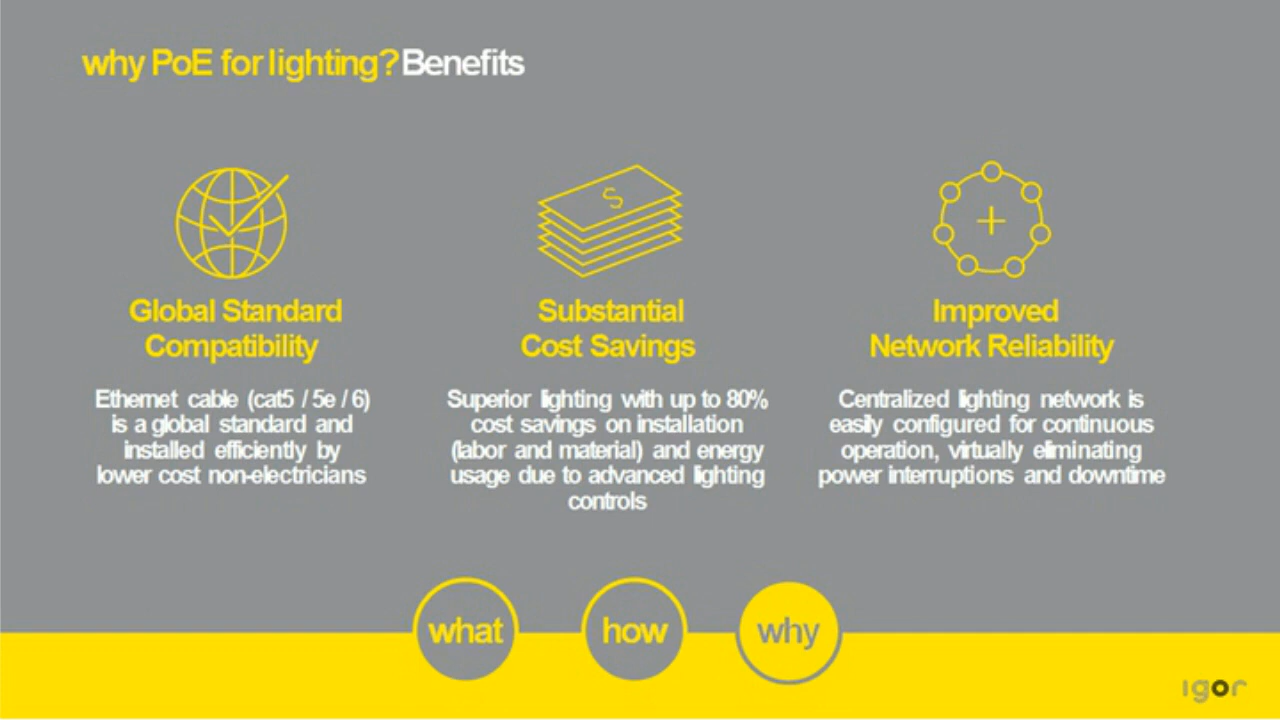 why PoE for lighting? Benefits
$
Global Standard
Compatibility
Ethernet cable (cat5 / 5e / 6)
is a global standard and
installed efficiently by
lower cost non-electricians
Substantial
Cost Savings
Superior lighting with up to 80%
cost savings on installation
(labor and material) and energy
usage due to advanced lighting
controls
Improved
Network Reliability
Centralized lighting network is
easily configured for continuous
operation, virtually eliminating
power interruptions and downtime
what
how
why
igor